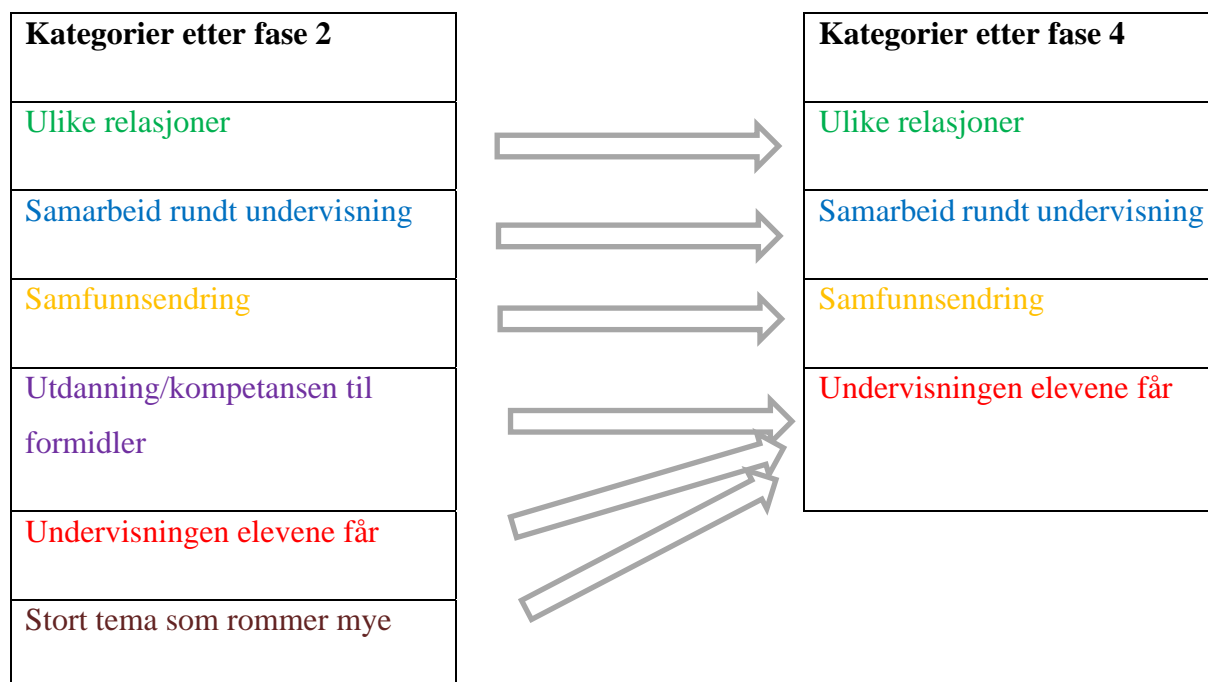 Kategorier etter fase 2
Ulike relasjoner
Samarbeid rundt undervisning
Samfunnsendring
Utdanning/kompetansen til
formidler
Undervisningen elevene får
Stort tema som rommer mye
Kategorier etter fase 4
Ulike relasjoner
Samarbeid rundt undervisning
Samfunnsendring
Undervisningen elevene får